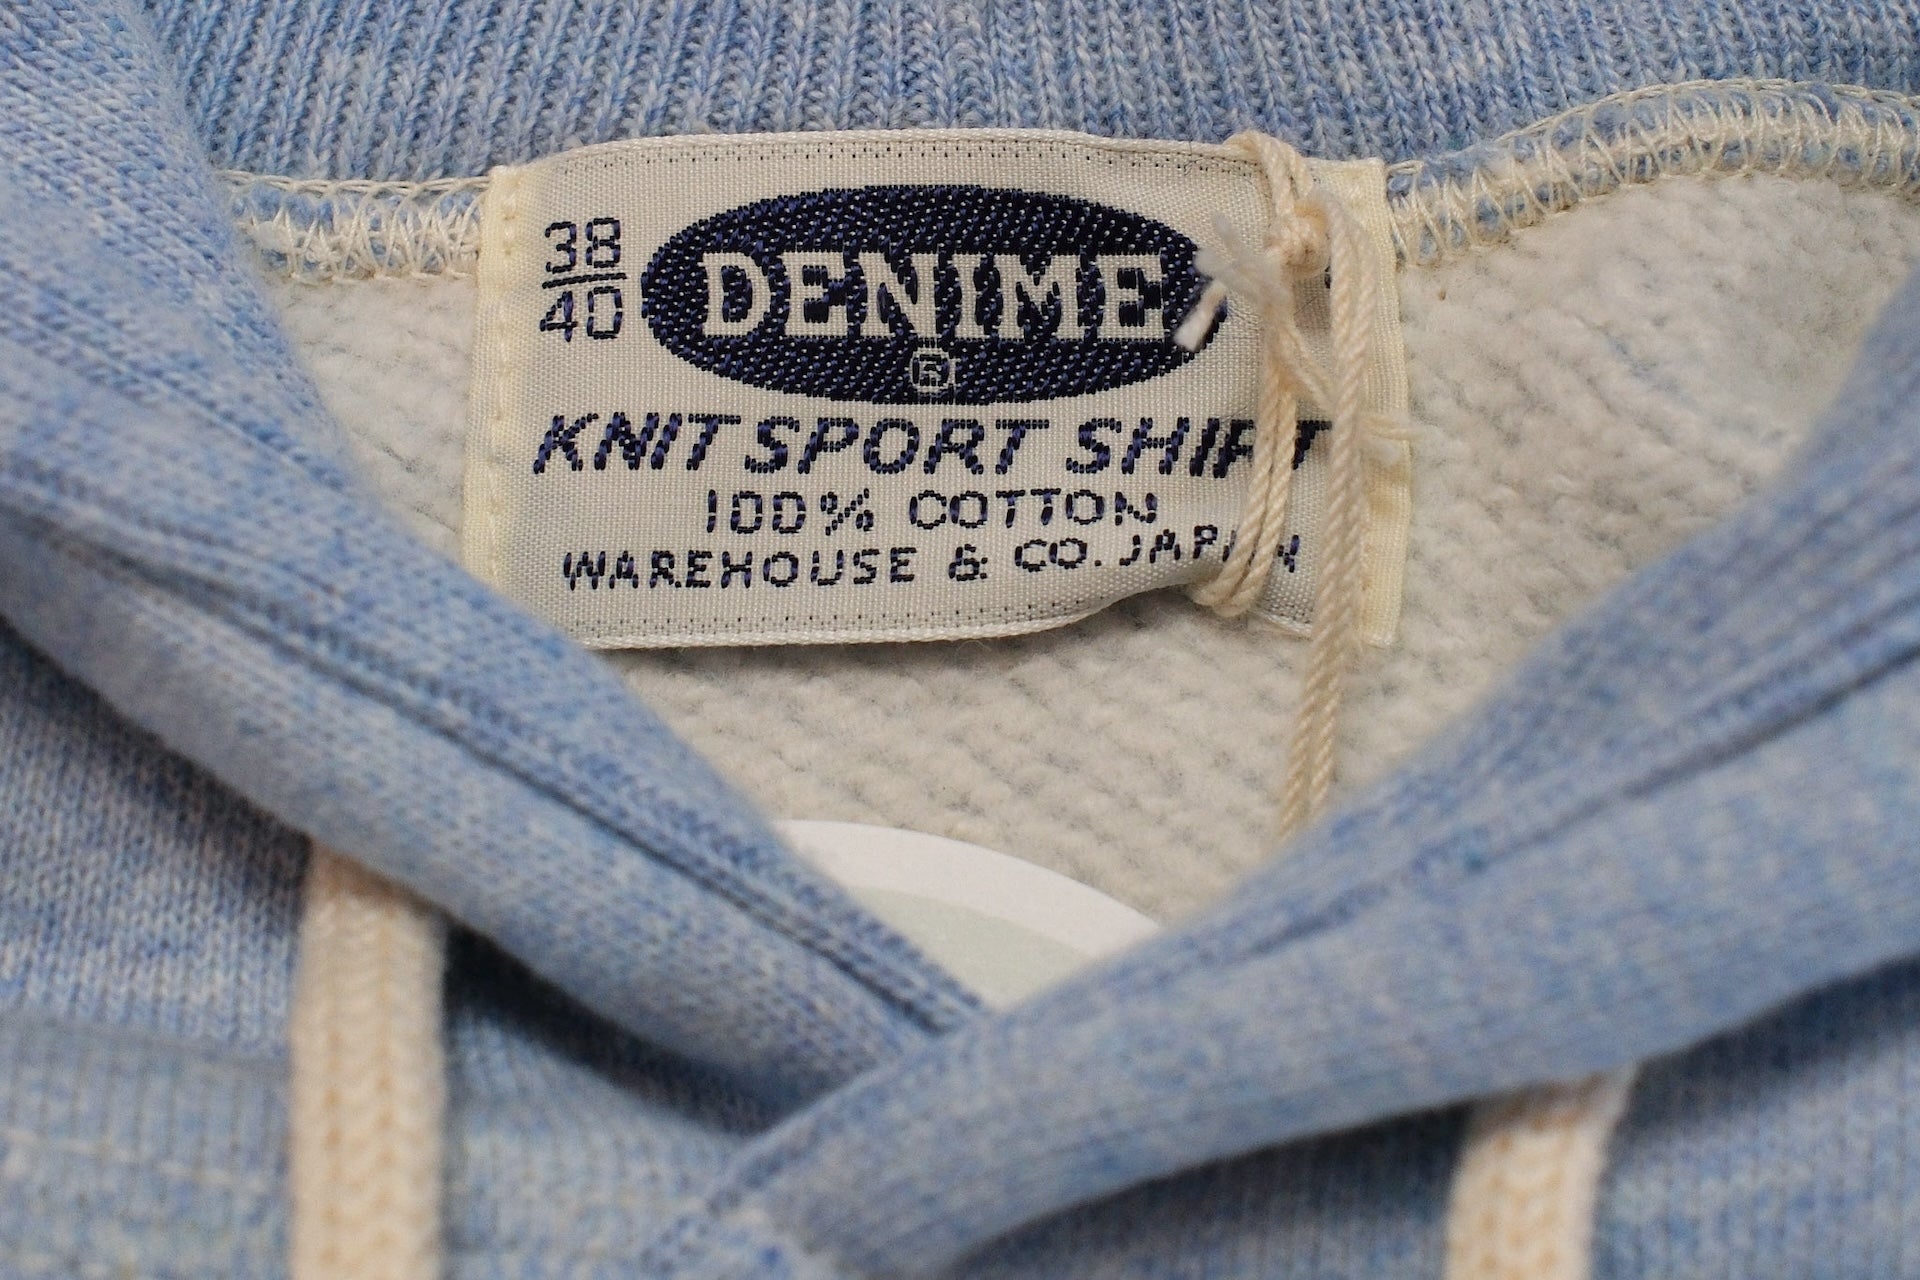 38
40
DENIME
®
KNIT SPORT SHIRT
100% COTTON
WAREHOUSE & CO. JAPAN